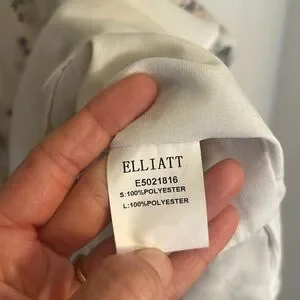 ELLIATT
E5021816
S:100%POLYESTER
L:100%POLYESTER